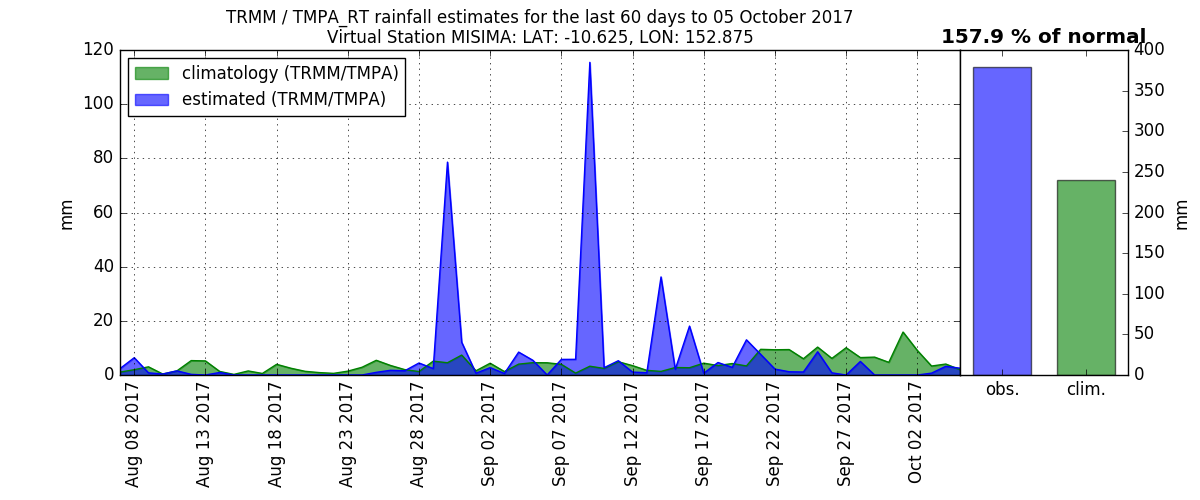 TRMM / TMPA_RT rainfall estimates for the last 60 days to 05 October 2017
Virtual Station MISIMA: LAT: -10.625, LON: 152.875
157.9 % of normal
climatology (TRMM/TMPA)
estimated (TRMM/TMPA)
120
100
80
60
40
20
0
mm
400
350
300
250
200
150
100
50
0
mm
Aug 08 2017
Aug 13 2017
Aug 18 2017
Aug 23 2017
Aug 28 2017
Sep 02 2017
Sep 07 2017
Sep 12 2017
Sep 17 2017
Sep 22 2017
Sep 27 2017
Oct 02 2017
obs.
clim.